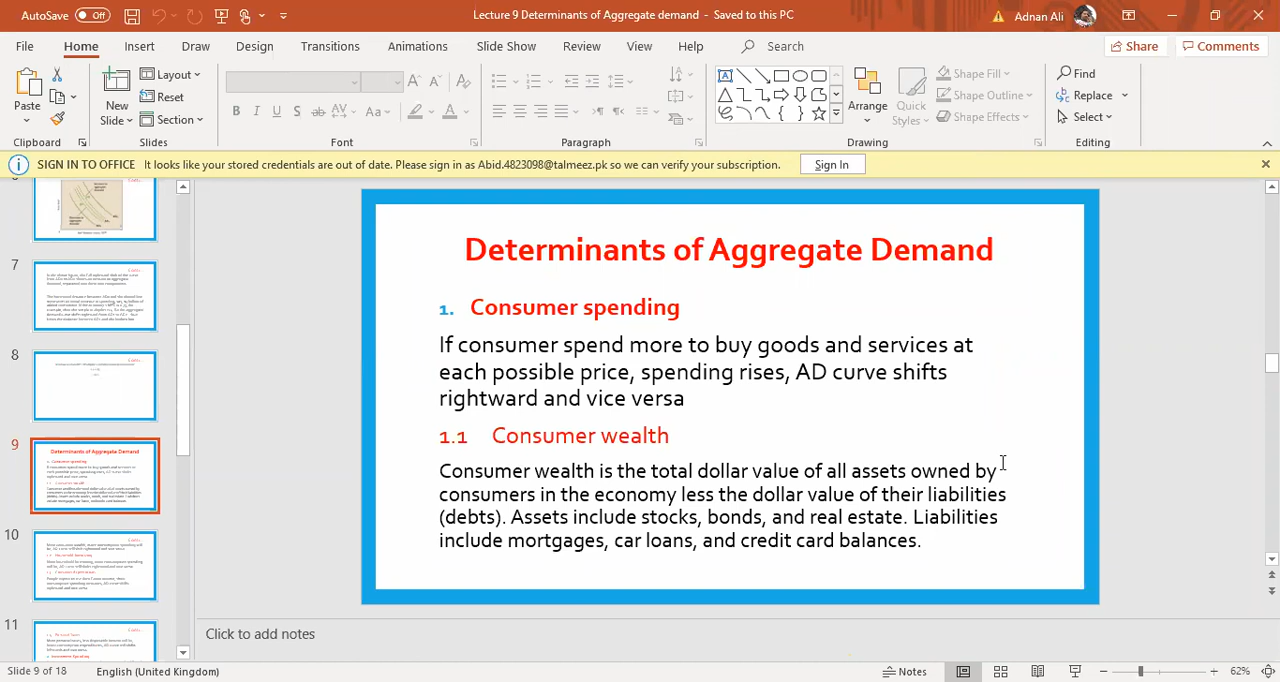 AutoSave Off Lecture 9 Determinants of Aggregate demand - Saved to this PC Adnan Ali
File Home Insert Draw Design Transitions Animations Slide Show Review View Help Search Share Comments
Paste New Slide Layout Reset Section Arrange Quick Styles Shape Fill Shape Outline Shape Effects Find Replace Select
Clipboard Slides Font Paragraph Drawing Editing
SIGN IN TO OFFICE It looks like your stored credentials are out of date. Please sign in as Abid.4823098@talmeez.pk so we can verify your subscription. Sign In
7
8
9
10
11
Determinants of Aggregate Demand
1. Consumer spending
If consumer spend more to buy goods and services at
each possible price, spending rises, AD curve shifts
rightward and vice versa
1.1 Consumer wealth
Consumer wealth is the total dollar value of all assets owned by
consumers in the economy less the dollar value of their liabilities
(debts). Assets include stocks, bonds, and real estate. Liabilities
include mortgages, car loans, and credit card balances.
Click to add notes
Slide 9 of 18 English (United Kingdom) Notes 62%